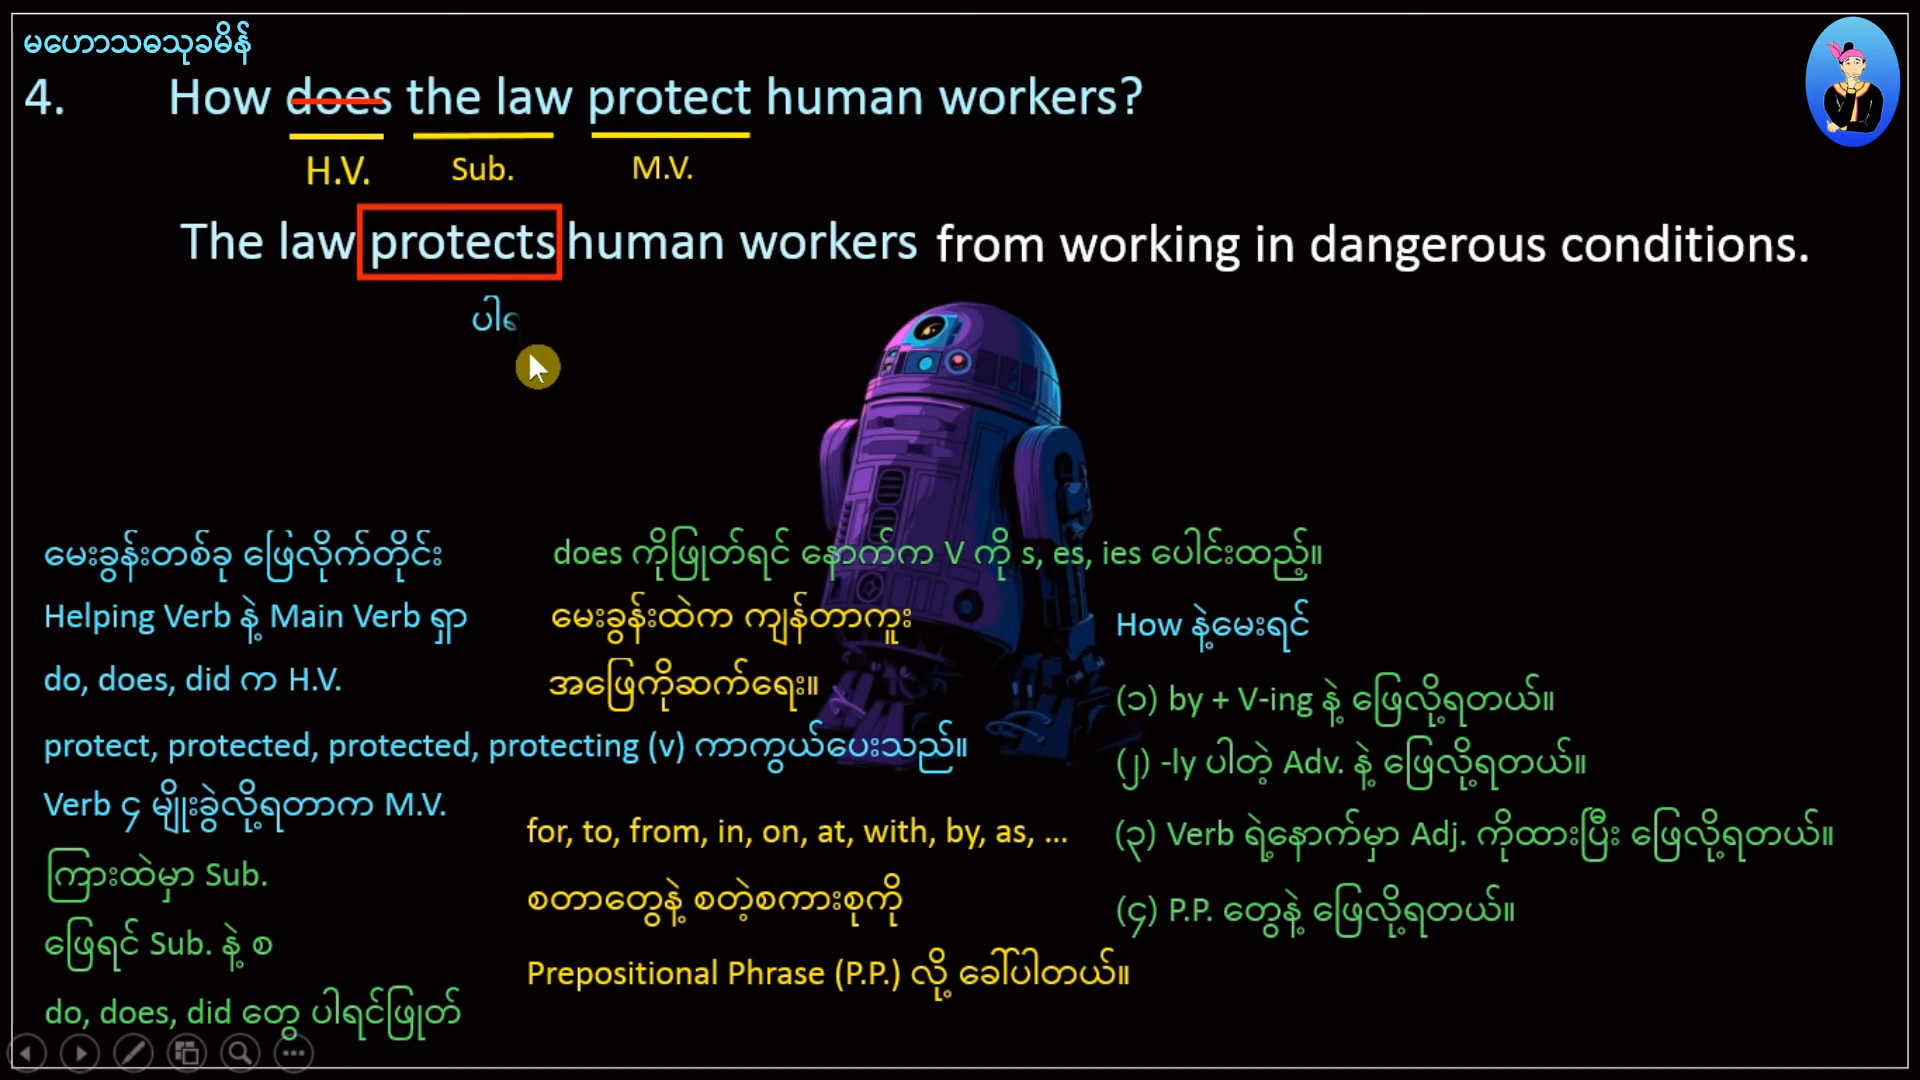 မဟောသဓသုခမိန်
4. How does the law protect human workers?
H.V. Sub. M.V.
The law protects human workers from working in dangerous conditions.
မေးခွန်းတစ်ခု ဖြေလိုက်တိုင်း
Helping Verb နဲ့ Main Verb ရှာ
do, does, did က H.V.
protect, protected, protected, protecting (v) ကာကွယ်ပေးသည်။
Verb ၄ မျိုးခွဲလို့ရတာက M.V.
ကြားထဲမှာ Sub.
ဖြေရင် Sub. နဲ့ စ
do, does, did တွေ ပါရင်ဖြုတ်
does ကိုဖြုတ်ရင် နောက်က V ကို s, es, ies ပေါင်းထည့်။
မေးခွန်းထဲက ကျန်တာကူး
အဖြေကိုဆက်ရေး။
for, to, from, in, on, at, with, by, as, ...
စတာတွေနဲ့ စတဲ့စကားစုကို
Prepositional Phrase (P.P.) လို့ ခေါ်ပါတယ်။
How နဲ့မေးရင်
(၁) by + V-ing နဲ့ ဖြေလို့ရတယ်။
(၂) -ly ပါတဲ့ Adv. နဲ့ ဖြေလို့ရတယ်။
(၃) Verb ရဲ့နောက်မှာ Adj. ကိုထားပြီး ဖြေလို့ရတယ်။
(၄) P.P. တွေနဲ့ ဖြေလို့ရတယ်။